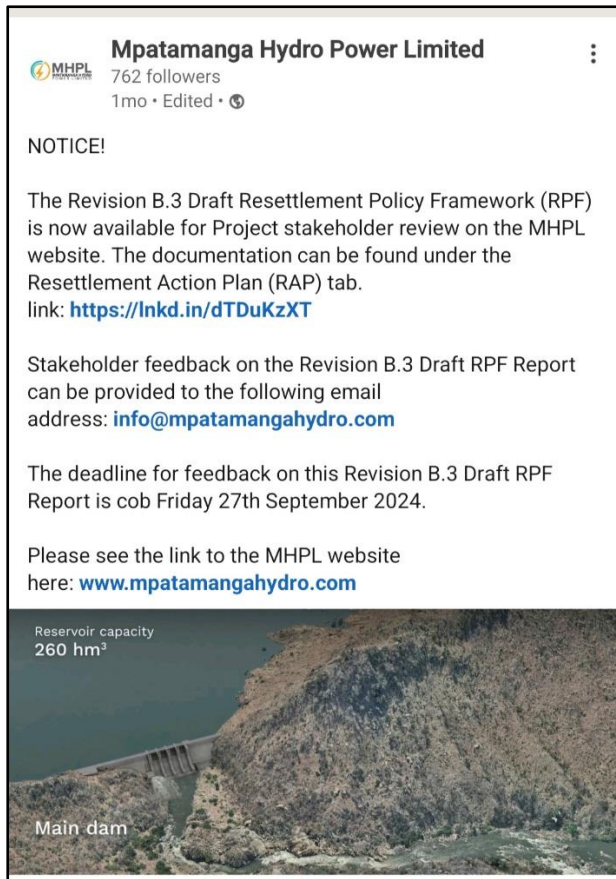 MHPL
Mpatamanga Hydro Power Limited
762 followers
1mo • Edited •
NOTICE!
The Revision B.3 Draft Resettlement Policy Framework (RPF)
is now available for Project stakeholder review on the MHPL
website. The documentation can be found under the
Resettlement Action Plan (RAP) tab.
link: https://lnkd.in/dTDuKzXT
Stakeholder feedback on the Revision B.3 Draft RPF Report
can be provided to the following email
address: info@mpatamangahydro.com
The deadline for feedback on this Revision B.3 Draft RPF
Report is cob Friday 27th September 2024.
Please see the link to the MHPL website
here: www.mpatamangahydro.com
Reservoir capacity
260 hm³
Main dam